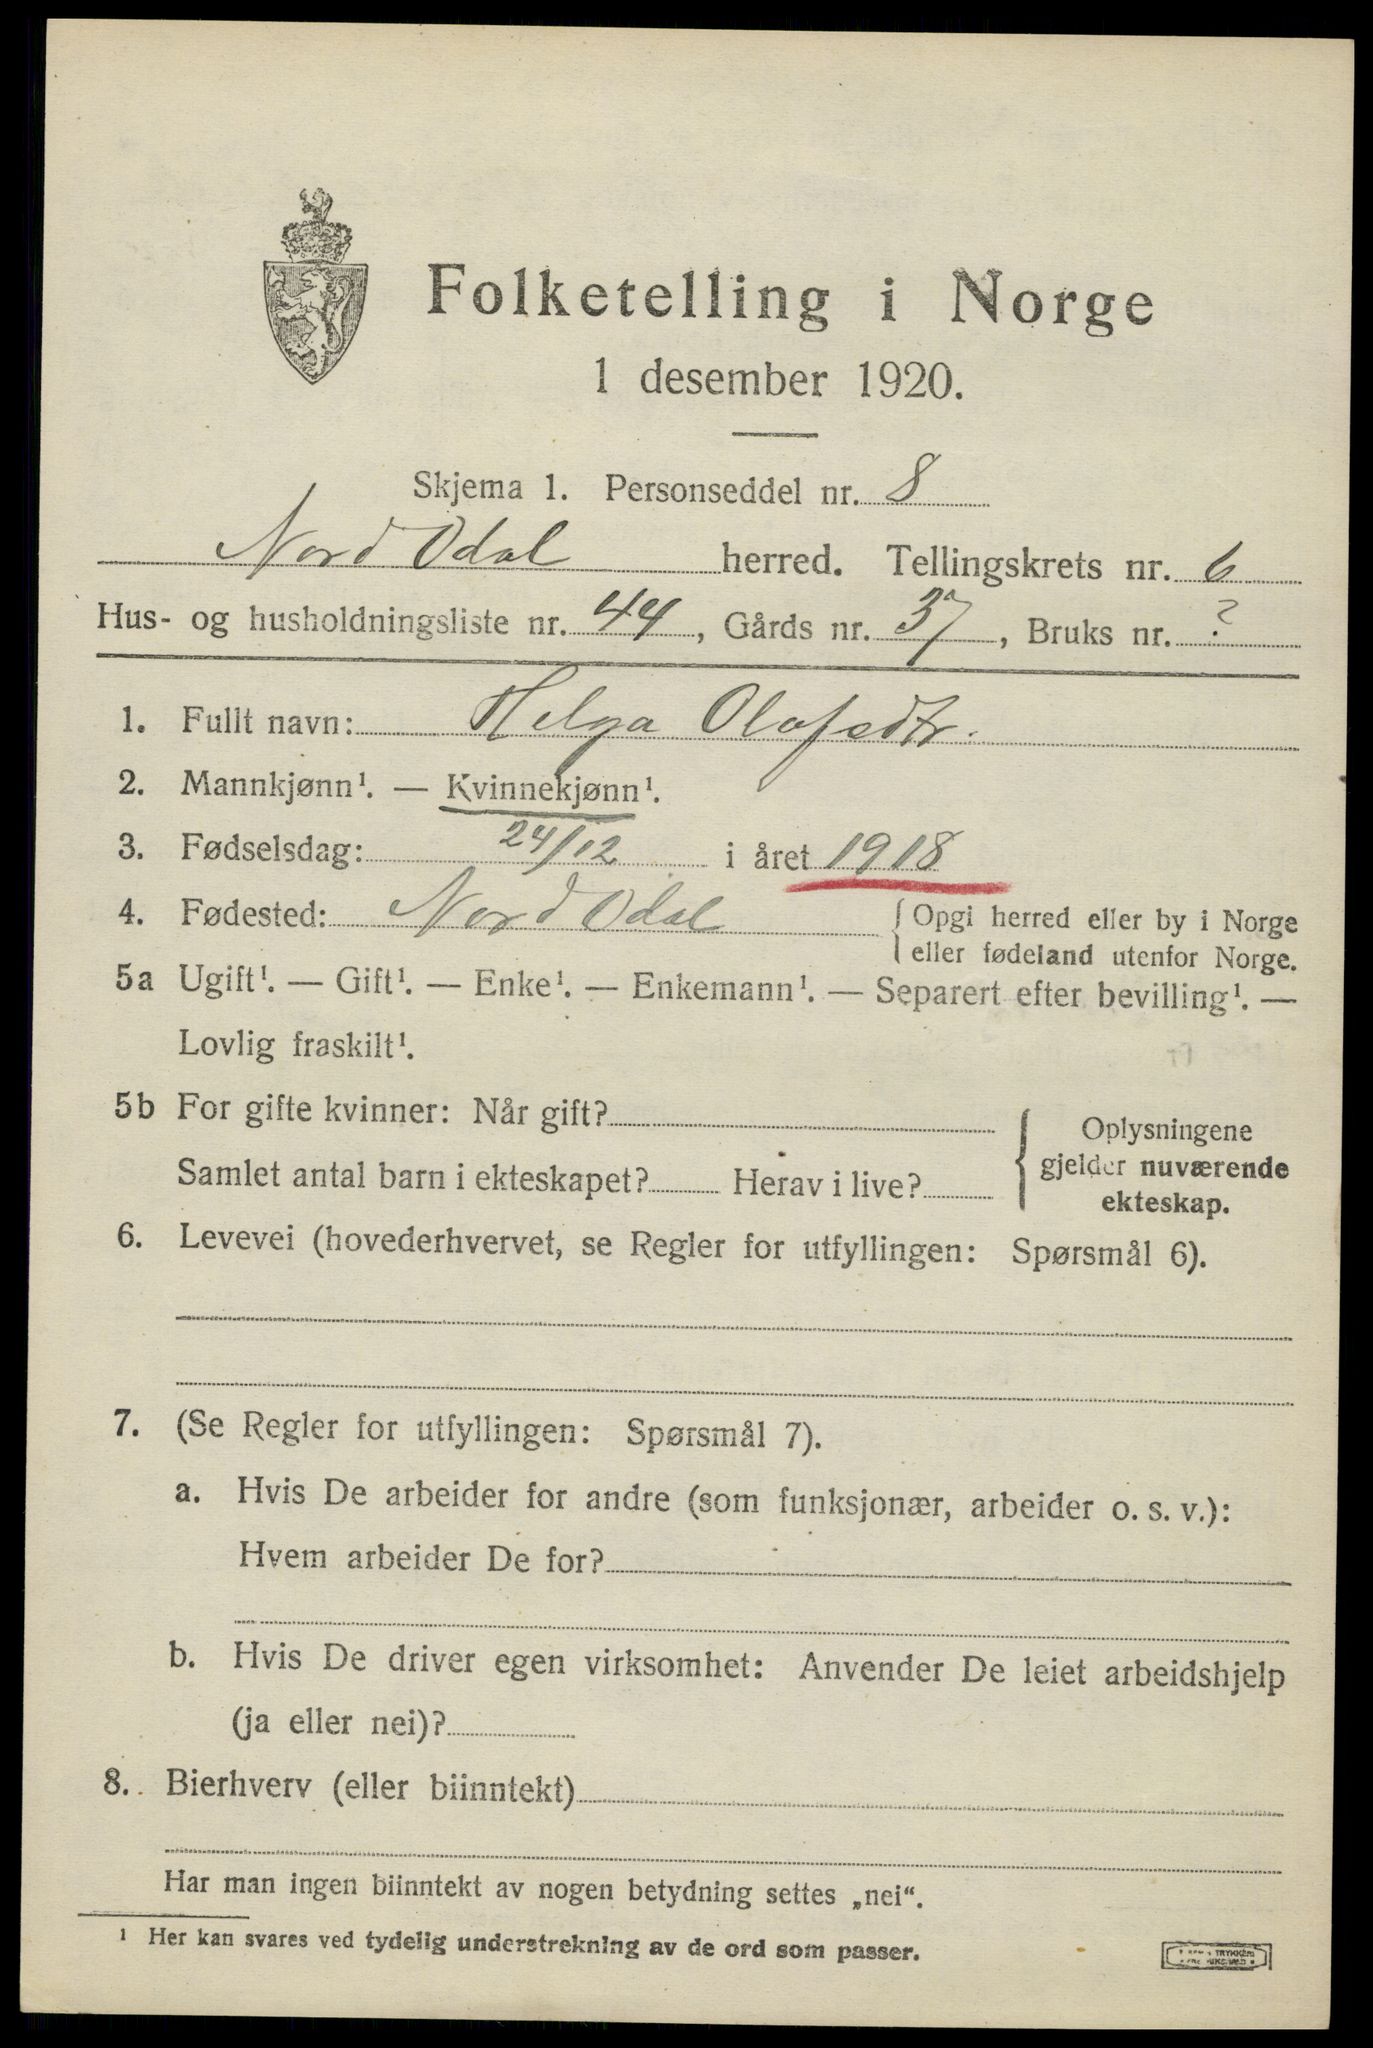 Folketelling i Norge
1 desember 1920.
Skjema 1. Personseddel nr. 8
Nord Odal herred. Tellingskrets nr. 6
Hus- og husholdningsliste nr. 44, Gårds nr. 37, Bruks nr. ?
1. Fullt navn: Helga Olafsdtr.
2. Mannkjønn¹. — Kvinnekjønn¹.
3. Fødselsdag: 24/12 i året 1918
4. Fødested: Nord Odal { Opgi herred eller by i Norge
eller fødeland utenfor Norge.
5a Ugift¹. — Gift¹. — Enke¹. — Enkemann¹. — Separert efter bevilling¹. —
Lovlig fraskilt¹.
5b For gifte kvinner: Når gift?
Samlet antal barn i ekteskapet? Herav i live?
{ Oplysningene
gjelder nuværende
ekteskap.
6. Levevei (hovederhvervet, se Regler for utfyllingen: Spørsmål 6).
7. (Se Regler for utfyllingen: Spørsmål 7).
a. Hvis De arbeider for andre (som funksjonær, arbeider o. s. v.):
Hvem arbeider De for?
b. Hvis De driver egen virksomhet: Anvender De leiet arbeidshjelp
(ja eller nei)?
8. Bierhverv (eller biinntekt)
Har man ingen biinntekt av nogen betydning settes „nei“.
¹ Her kan svares ved tydelig understrekning av de ord som passer.